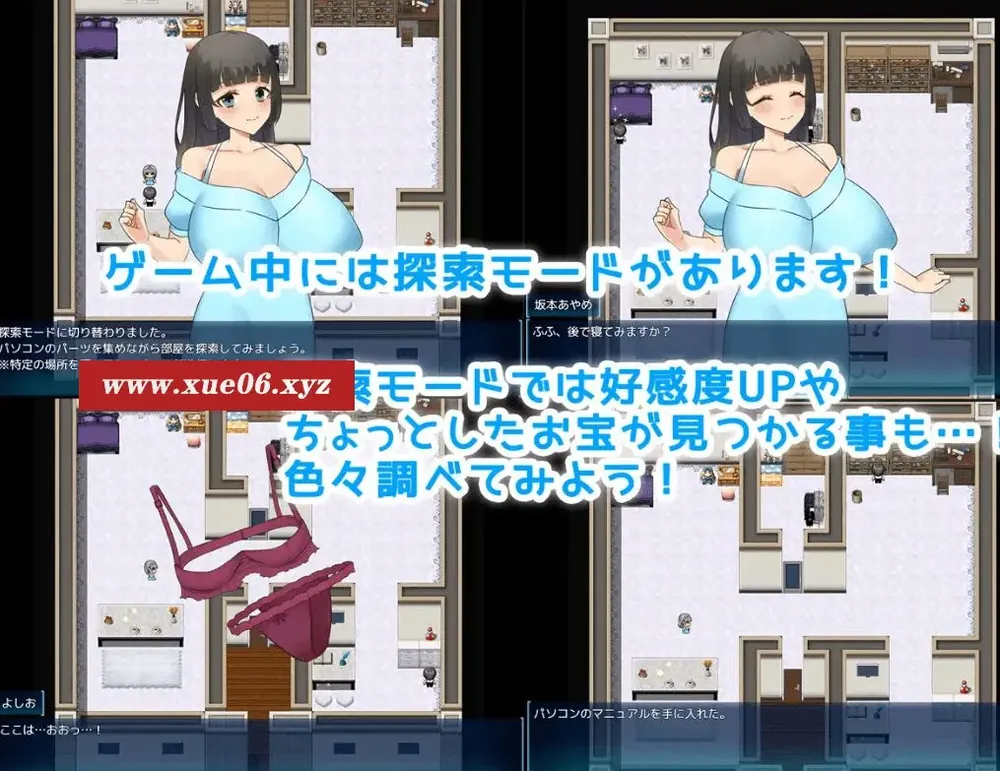 ゲーム中には探索モードがあります！
探索モードに切り替わりました。
パソコンのパーツを集めながら部屋を探索してみましょう。
※特定の場所を
坂本あやめ
ふふ、後で寝てみますか？
www.xue06.xyz
索モードでは好感度UPや
ちょっとしたお宝が見つかる事も…！
色々調べてみよう！
よしお
ここは…おおっ…！
パソコンのマニュアルを手に入れた。